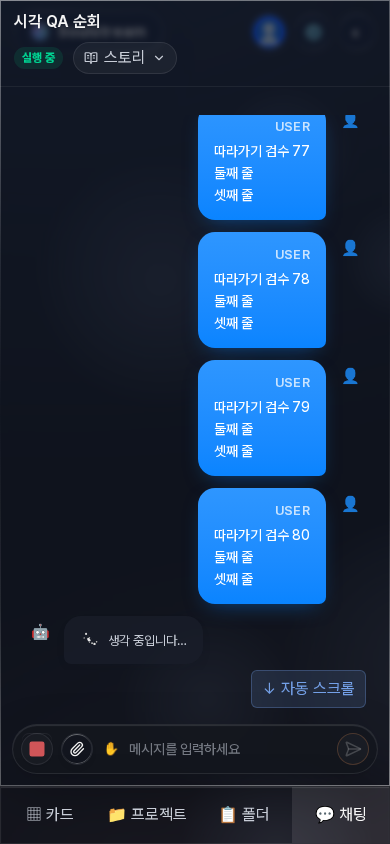 시각 QA 순회
실행 중
스토리
USER
따라가기 검수 77
둘째 줄
셋째 줄
USER
따라가기 검수 78
둘째 줄
셋째 줄
USER
따라가기 검수 79
둘째 줄
셋째 줄
USER
따라가기 검수 80
둘째 줄
셋째 줄
생각 중입니다...
↓ 자동 스크롤
메시지를 입력하세요
카드
프로젝트
폴더
채팅